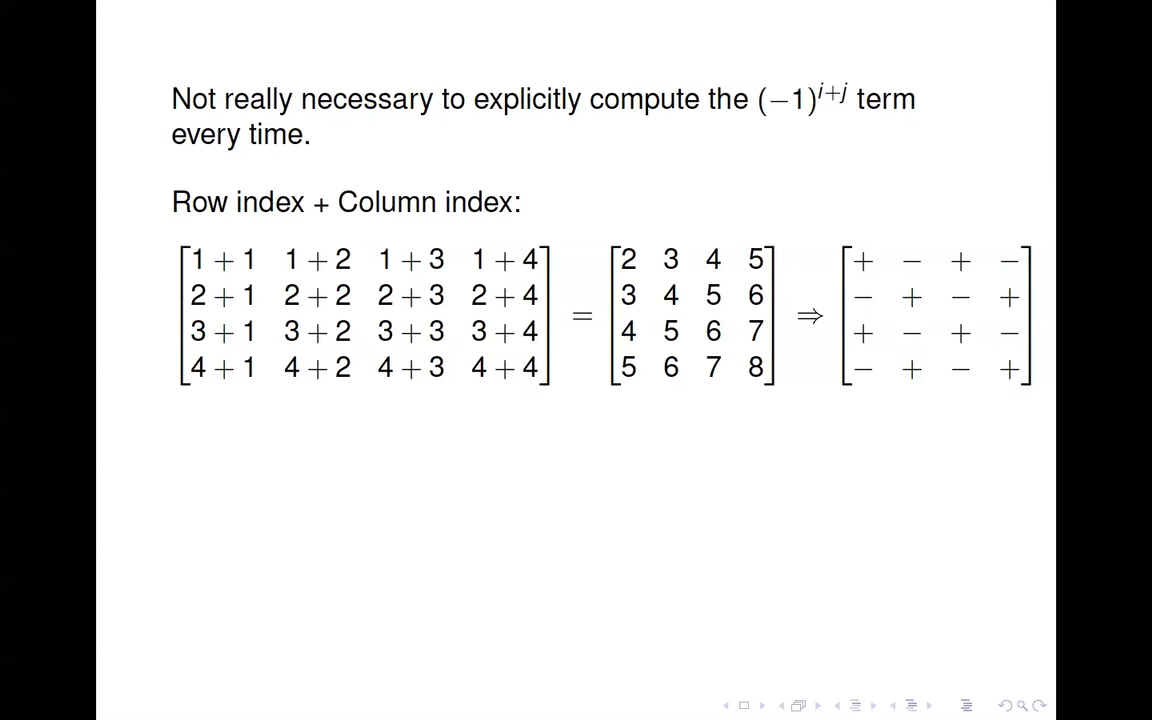 Not really necessary to explicitly compute the (−1)^{i+j} term
every time.
Row index + Column index:
[1 + 1 1 + 2 1 + 3 1 + 4
2 + 1 2 + 2 2 + 3 2 + 4
3 + 1 3 + 2 3 + 3 3 + 4
4 + 1 4 + 2 4 + 3 4 + 4]
=
[2 3 4 5
3 4 5 6
4 5 6 7
5 6 7 8]
⇒
[+ − + −
− + − +
+ − + −
− + − +]